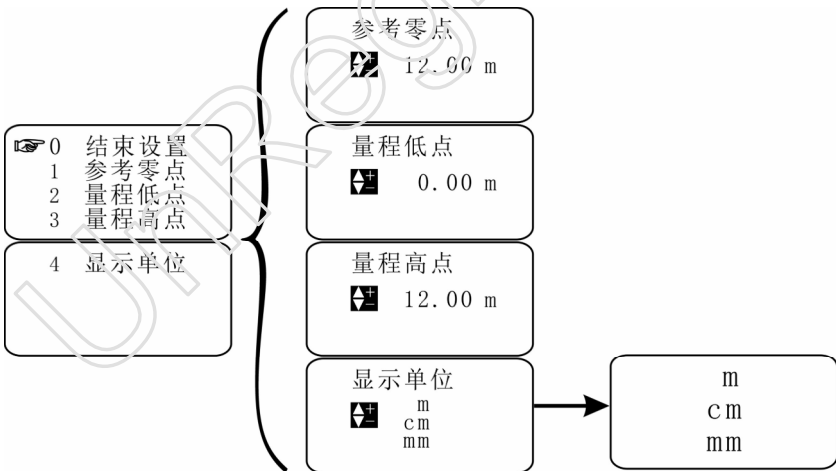 0 结束设置
1 参考零点
2 量程低点
3 量程高点
4 显示单位
参考零点
12.00 m
量程低点
0.00 m
量程高点
12.00 m
显示单位
m
cm
mm
m
cm
mm